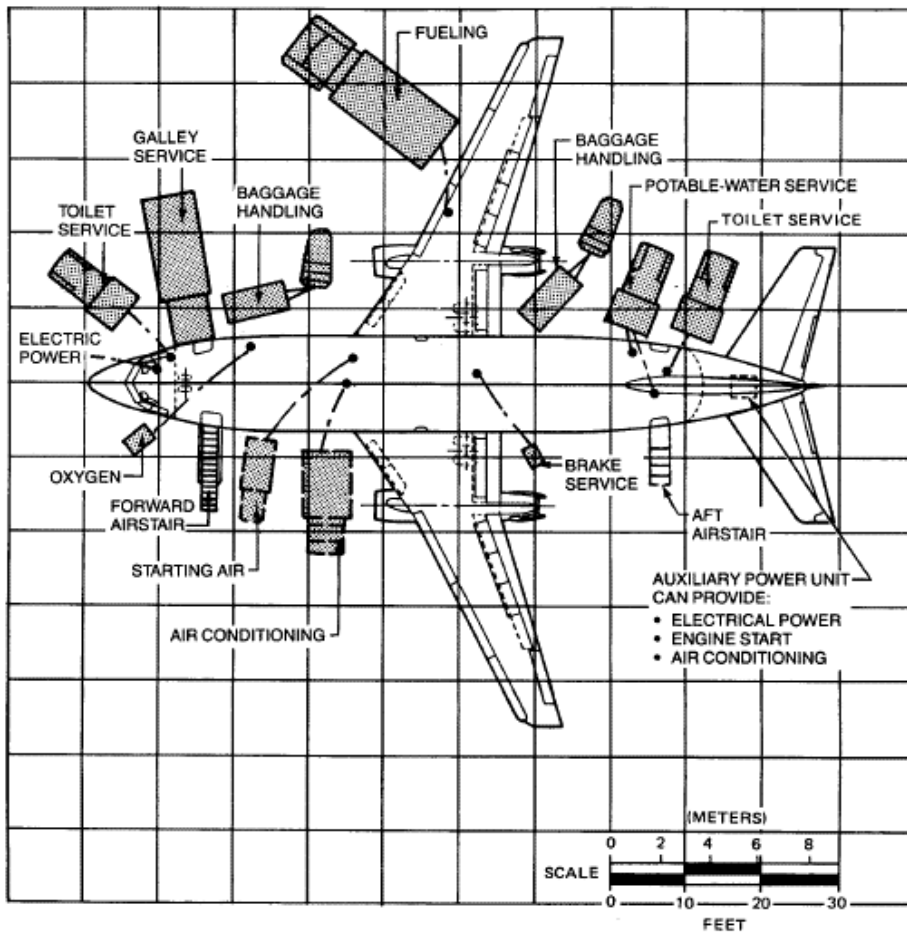 FUELING
GALLEY
SERVICE
BAGGAGE
HANDLING
TOILET
SERVICE
BAGGAGE
HANDLING
POTABLE-WATER SERVICE
TOILET SERVICE
ELECTRIC
POWER
OXYGEN
FORWARD
AIRSTAIR
STARTING AIR
AIR CONDITIONING
BRAKE
SERVICE
AFT
AIRSTAIR
AUXILIARY POWER UNIT
CAN PROVIDE:
• ELECTRICAL POWER
• ENGINE START
• AIR CONDITIONING
(METERS)
0 2 4 6 8
SCALE
0 10 20 30
FEET